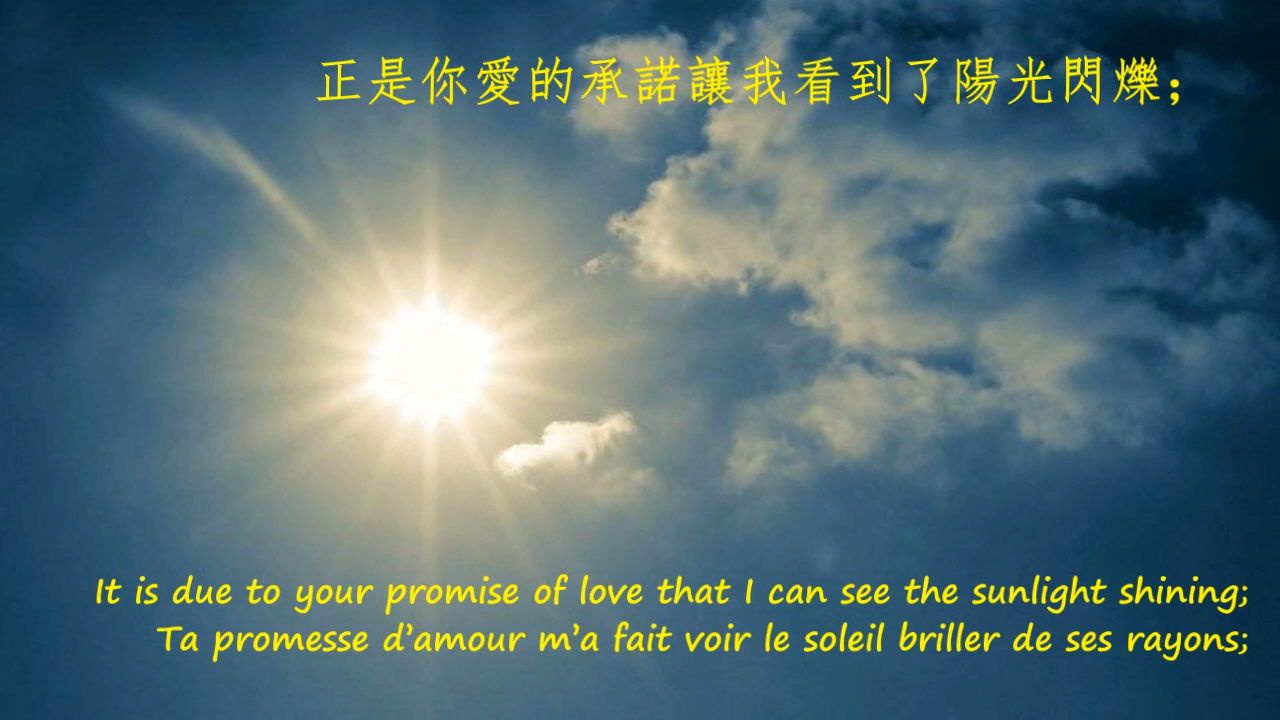 正是你愛的承諾讓我看到了陽光閃爍；
It is due to your promise of love that I can see the sunlight shining;
Ta promesse d’amour m’a fait voir le soleil briller de ses rayons;